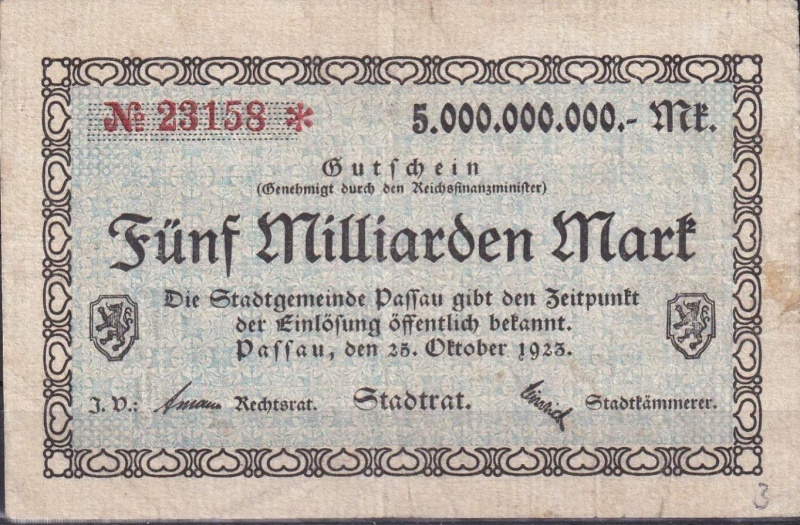 № 23158 *
5.000.000.000.- Mk.
Gutschein
(Genehmigt durch den Reichsfinanzminister)
Fünf Milliarden Mark
Die Stadtgemeinde Passau gibt den Zeitpunkt
der Einlösung öffentlich bekannt.
Passau, den 25. Oktober 1923.
J. V.: Rechtsrat. Stadtrat. Stadtkämmerer.
3